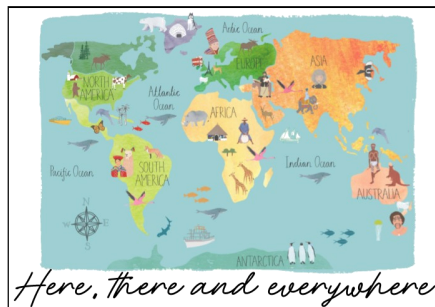 Arctic Ocean
EUROPE
ASIA
NORTH
AMERICA
Atlantic
Ocean
AFRICA
Pacific Ocean
SOUTH
AMERICA
Indian Ocean
AUSTRALIA
N
W
E
S
ANTARCTICA
Here, there and everywhere